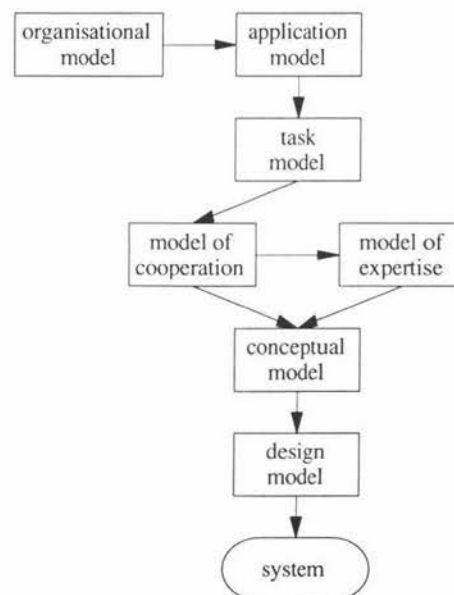 organisational
model
application
model
task
model
model of
cooperation
model of
expertise
conceptual
model
design
model
system